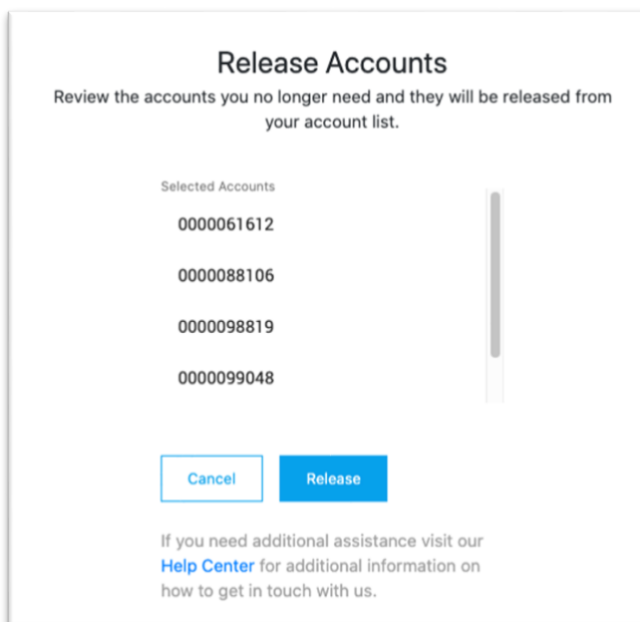 Release Accounts
Review the accounts you no longer need and they will be released from
your account list.
Selected Accounts
0000061612
0000088106
0000098819
0000099048
Cancel
Release
If you need additional assistance visit our
Help Center for additional information on
how to get in touch with us.